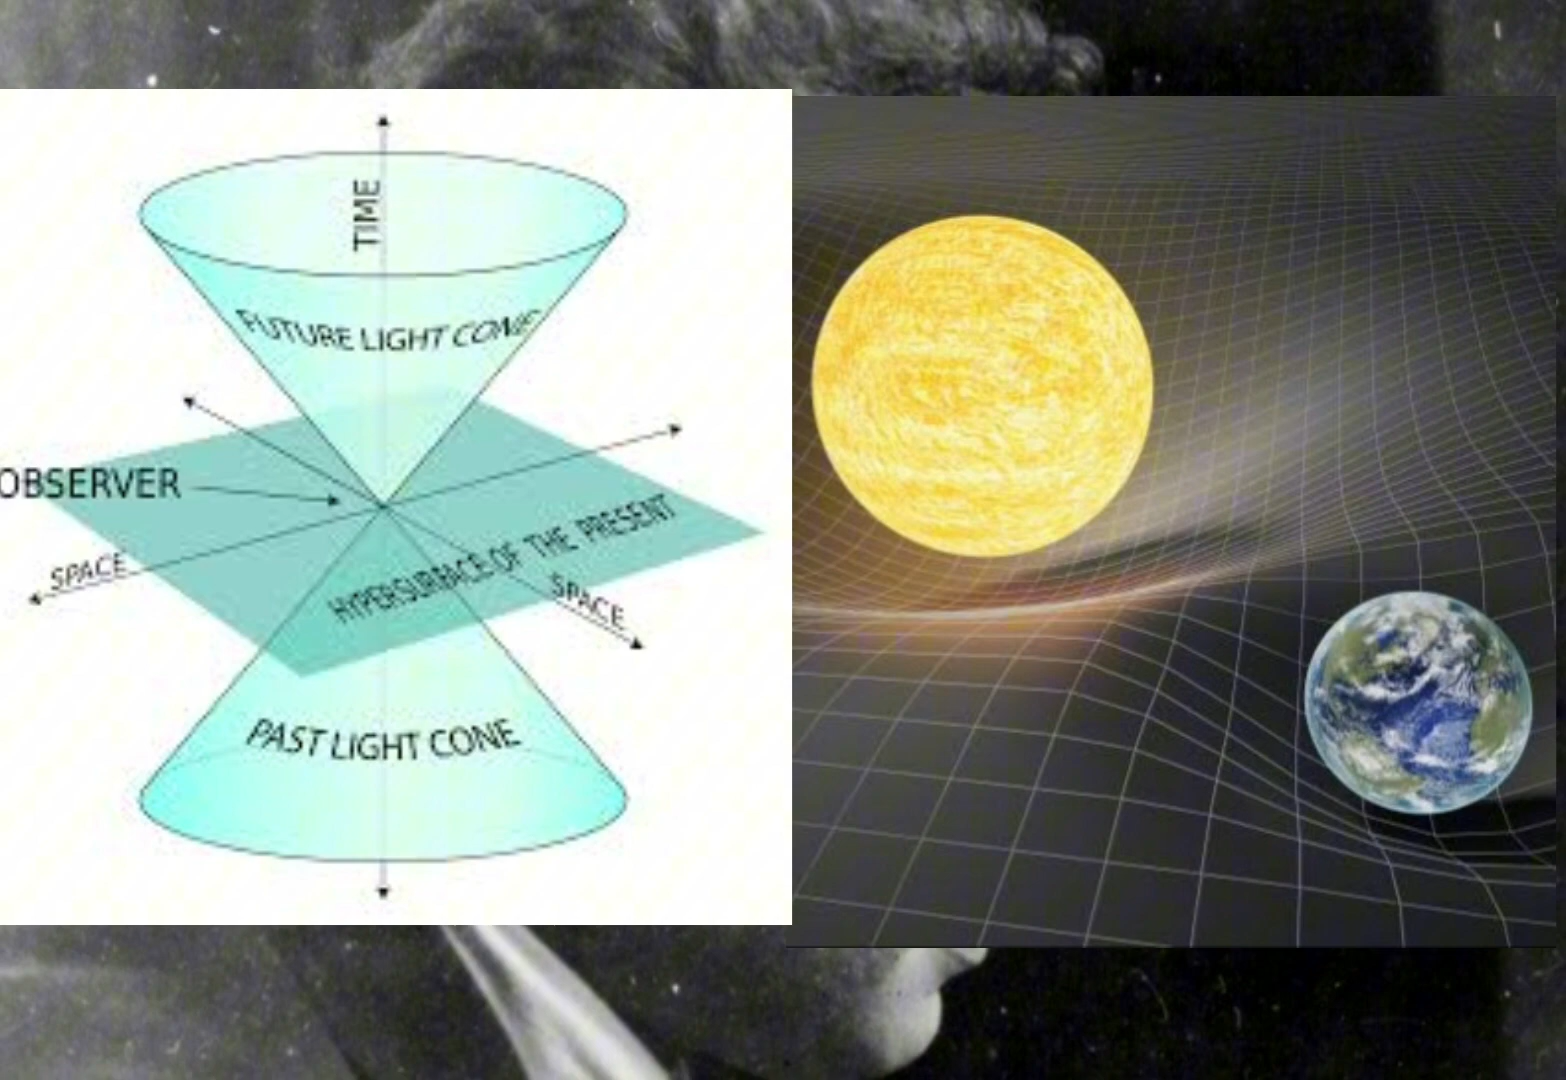 TIME
FUTURE LIGHT CONE
OBSERVER
SPACE
HYPERSURFACE OF THE PRESENT
SPACE
PAST LIGHT CONE